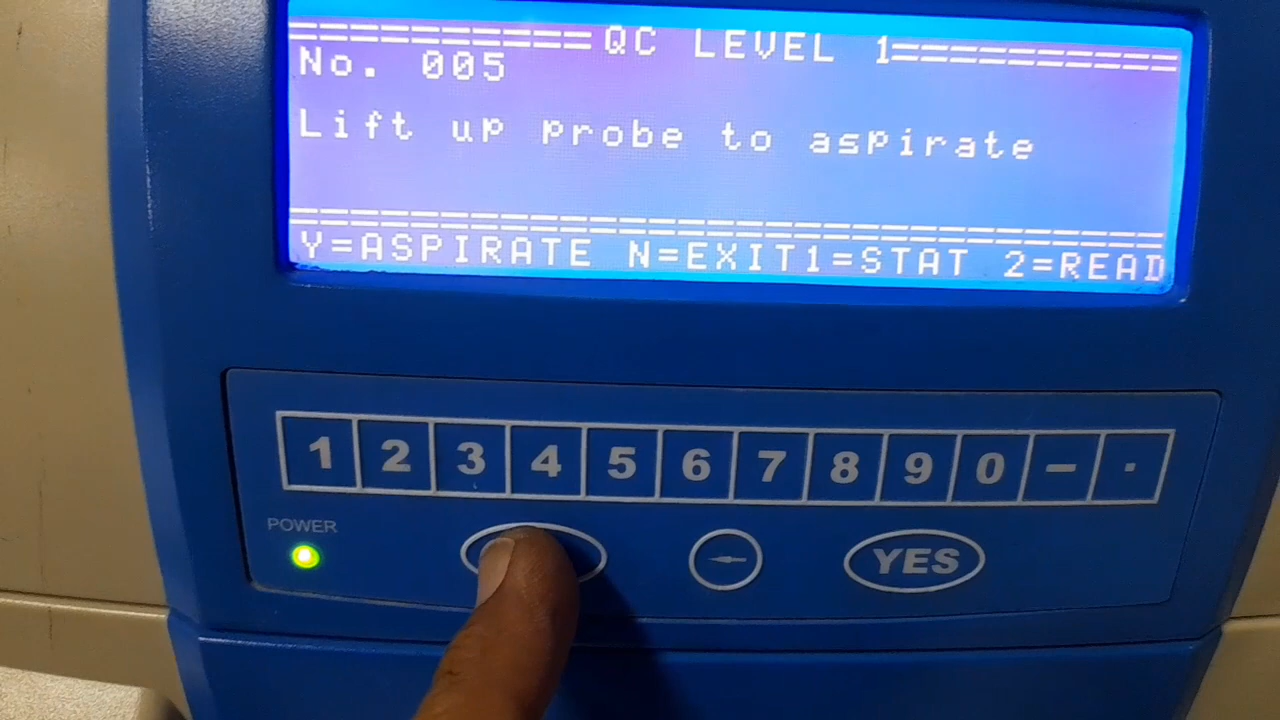 ==========QC LEVEL 1==========
No. 005
Lift up probe to aspirate
==============================
Y=ASPIRATE N=EXIT1=STAT 2=READ
1 2 3 4 5 6 7 8 9 0 - .
POWER
← YES